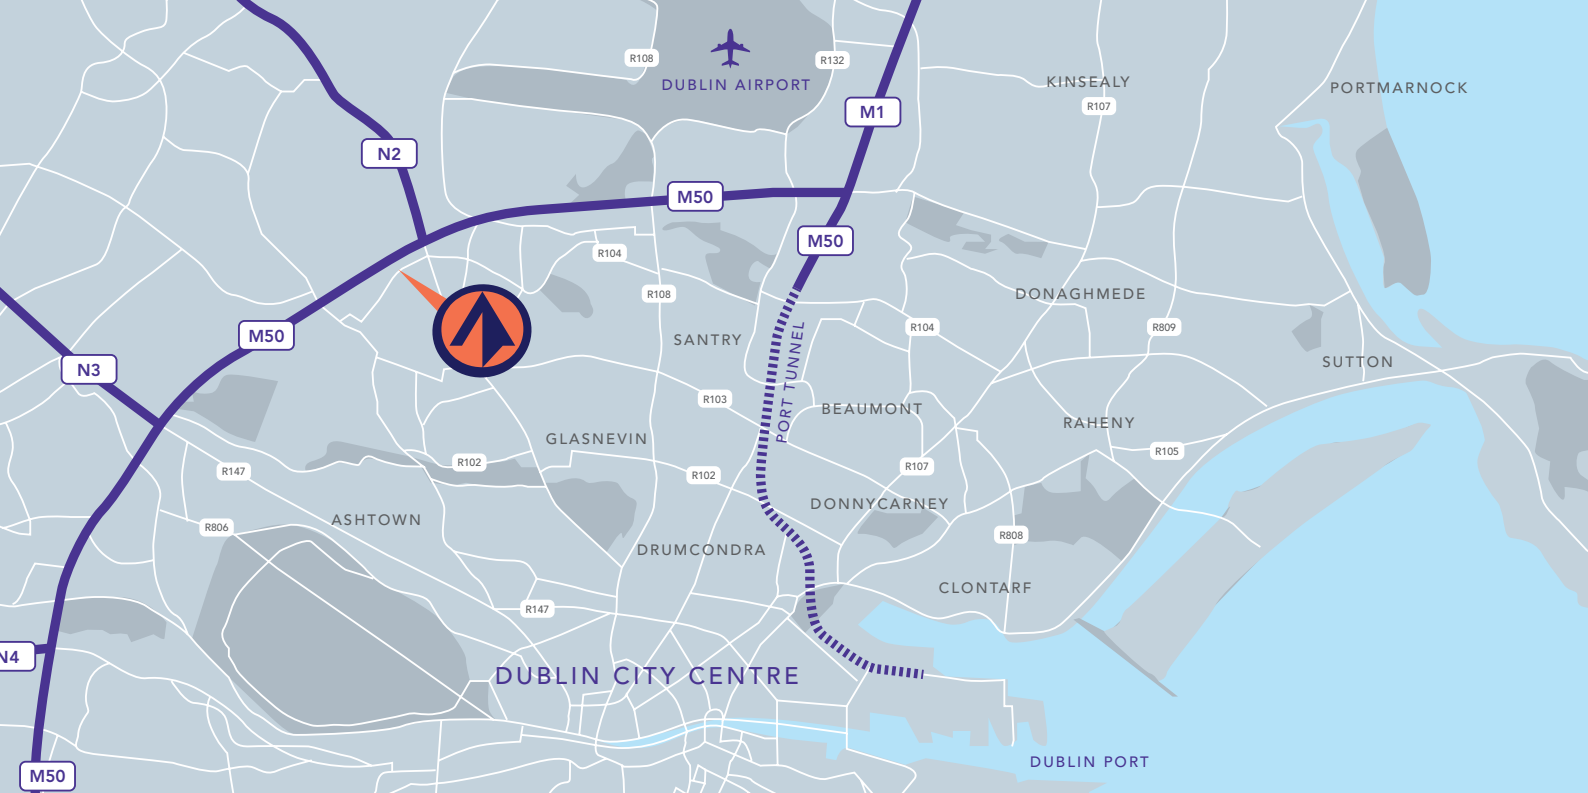 R108
R132
DUBLIN AIRPORT
KINSEALY
PORTMARNOCK
R107
M1
N2
M50
M50
R104
R108
DONAGHMEDE
R104
R809
M50
SANTRY
PORT TUNNEL
SUTTON
N3
R103
BEAUMONT
RAHENY
GLASNEVIN
R105
R102
R107
R147
R102
DONNYCARNEY
ASHTOWN
R806
R808
DRUMCONDRA
CLONTARF
R147
N4
DUBLIN CITY CENTRE
DUBLIN PORT
M50